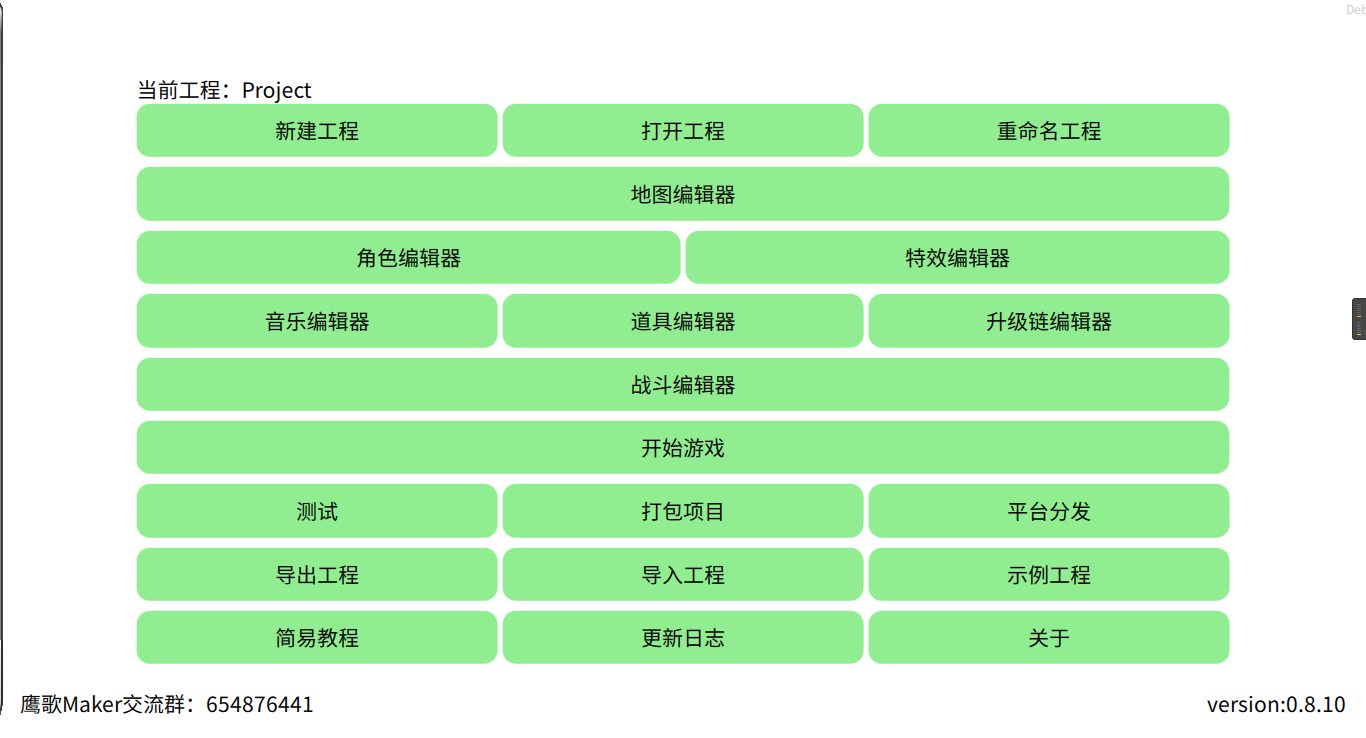 Deb
当前工程：Project
新建工程 打开工程 重命名工程
地图编辑器
角色编辑器 特效编辑器
音乐编辑器 道具编辑器 升级链编辑器
战斗编辑器
开始游戏
测试 打包项目 平台分发
导出工程 导入工程 示例工程
简易教程 更新日志 关于
鹰歌Maker交流群：654876441 version:0.8.10